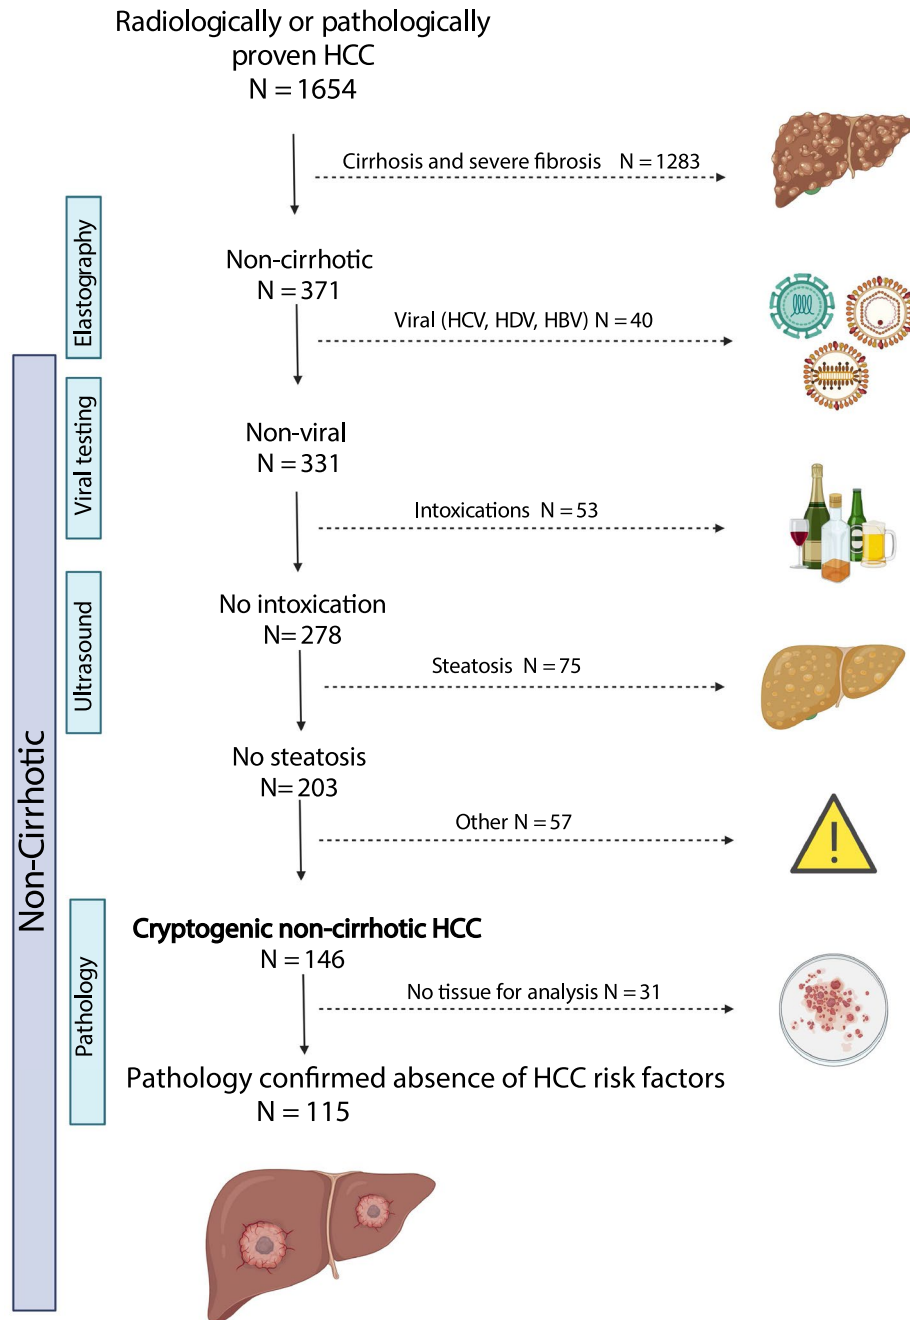 Radiologically or pathologically
proven HCC
N = 1654
Cirrhosis and severe fibrosis N = 1283
Elastography
Non-cirrhotic
N = 371
Viral (HCV, HDV, HBV) N = 40
Viral testing
Non-viral
N = 331
Intoxications N = 53
Ultrasound
No intoxication
N= 278
Steatosis N = 75
Non-Cirrhotic
No steatosis
N= 203
Other N = 57
!
Pathology
Cryptogenic non-cirrhotic HCC
N = 146
No tissue for analysis N = 31
Pathology confirmed absence of HCC risk factors
N = 115